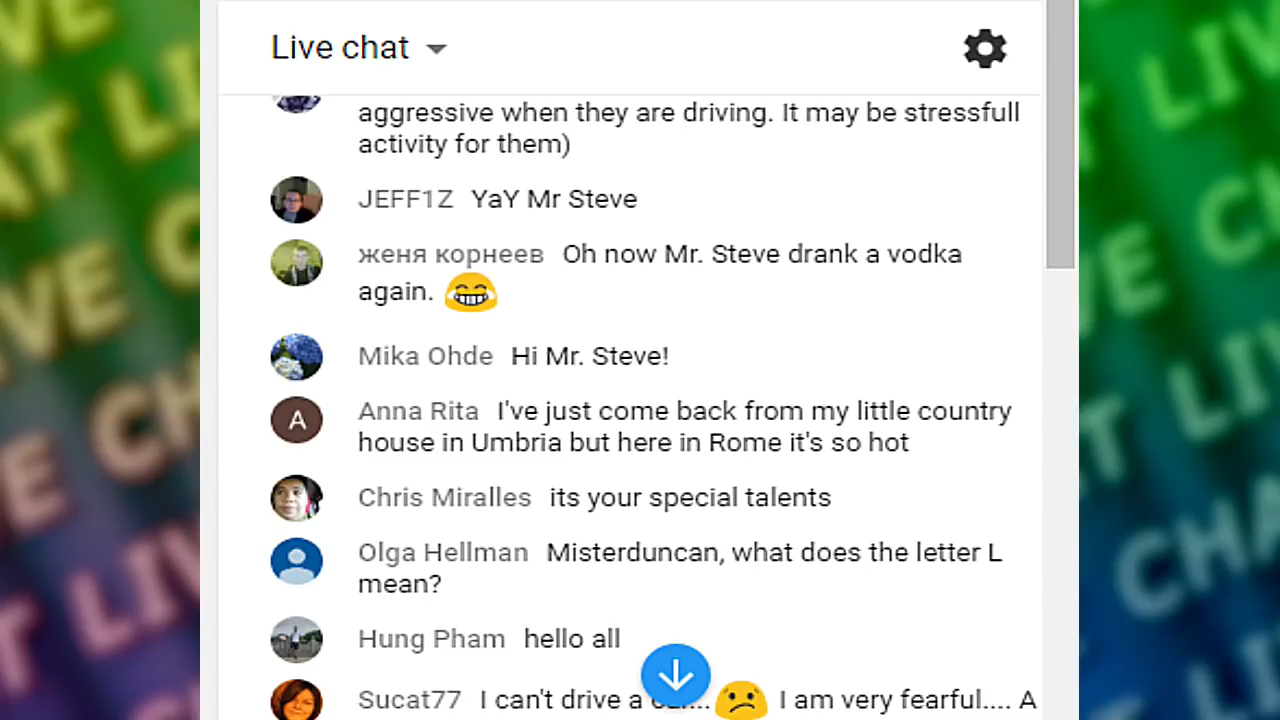 Live chat
aggressive when they are driving. It may be stressfull
activity for them)
JEFF1Z YaY Mr Steve
женя корнеев Oh now Mr. Steve drank a vodka
again. 😂
Mika Ohde Hi Mr. Steve!
A Anna Rita I've just come back from my little country
house in Umbria but here in Rome it's so hot
Chris Miralles its your special talents
Olga Hellman Misterduncan, what does the letter L
mean?
Hung Pham hello all
Sucat77 I can't drive a ... 😟 I am very fearful.... A